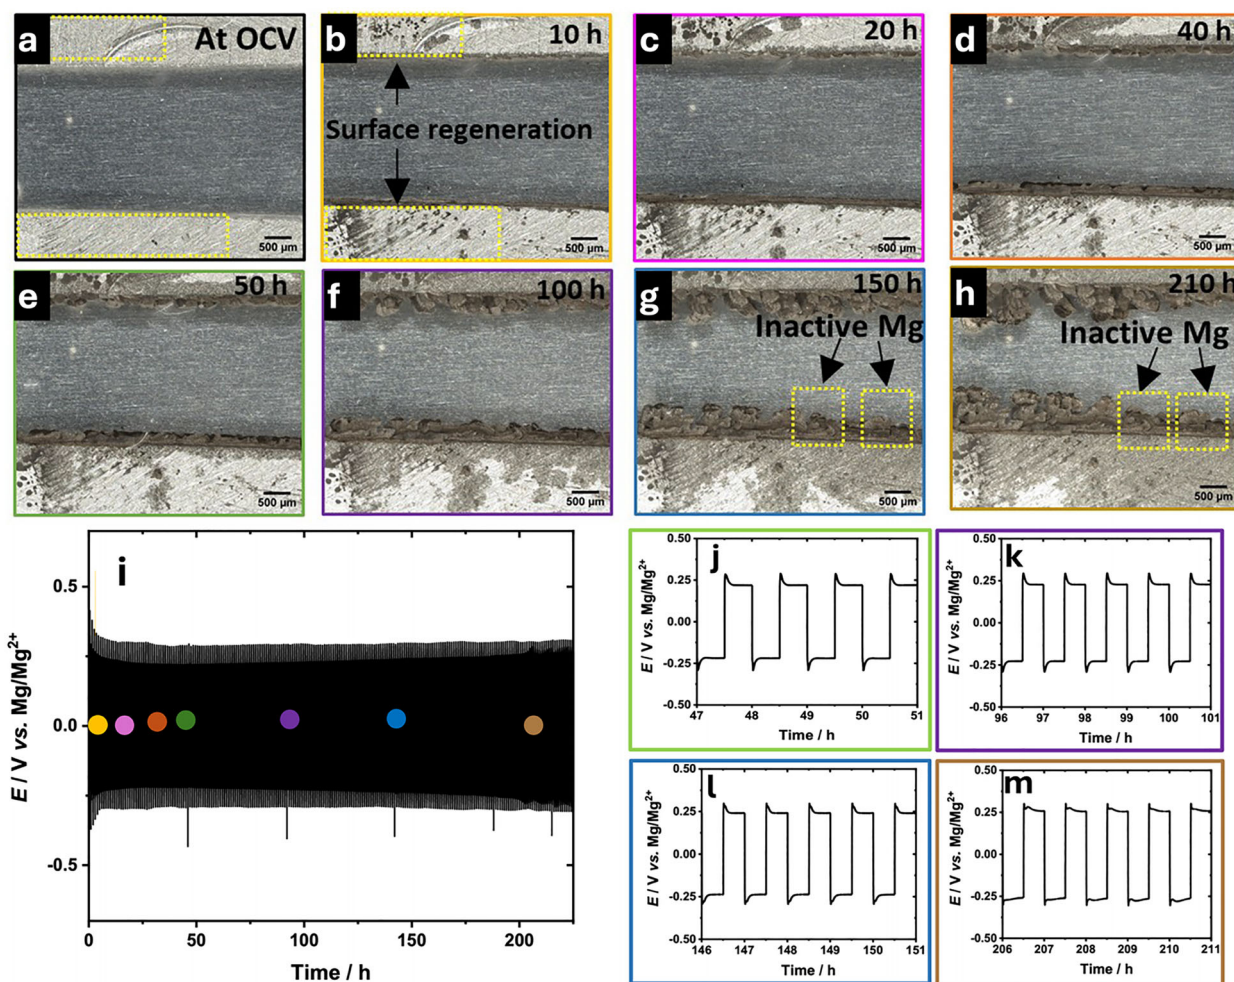 a
At OCV
500 µm
b
10 h
Surface regeneration
500 µm
c
20 h
500 µm
d
40 h
500 µm
e
50 h
500 µm
f
100 h
500 µm
g
150 h
Inactive Mg
500 µm
h
210 h
Inactive Mg
500 µm
i
E / V vs. Mg/Mg²⁺
0.5
0.0
-0.5
0 50 100 150 200
Time / h
j
E / V vs. Mg/Mg²⁺
0.50
0.25
0.00
-0.25
-0.50
47 48 49 50 51
Time / h
k
E / V vs. Mg/Mg²⁺
0.50
0.25
0.00
-0.25
-0.50
96 97 98 99 100 101
Time / h
l
E / V vs. Mg/Mg²⁺
0.50
0.25
0.00
-0.25
-0.50
146 147 148 149 150 151
Time / h
m
E / V vs. Mg/Mg²⁺
0.50
0.25
0.00
-0.25
-0.50
206 207 208 209 210 211
Time / h